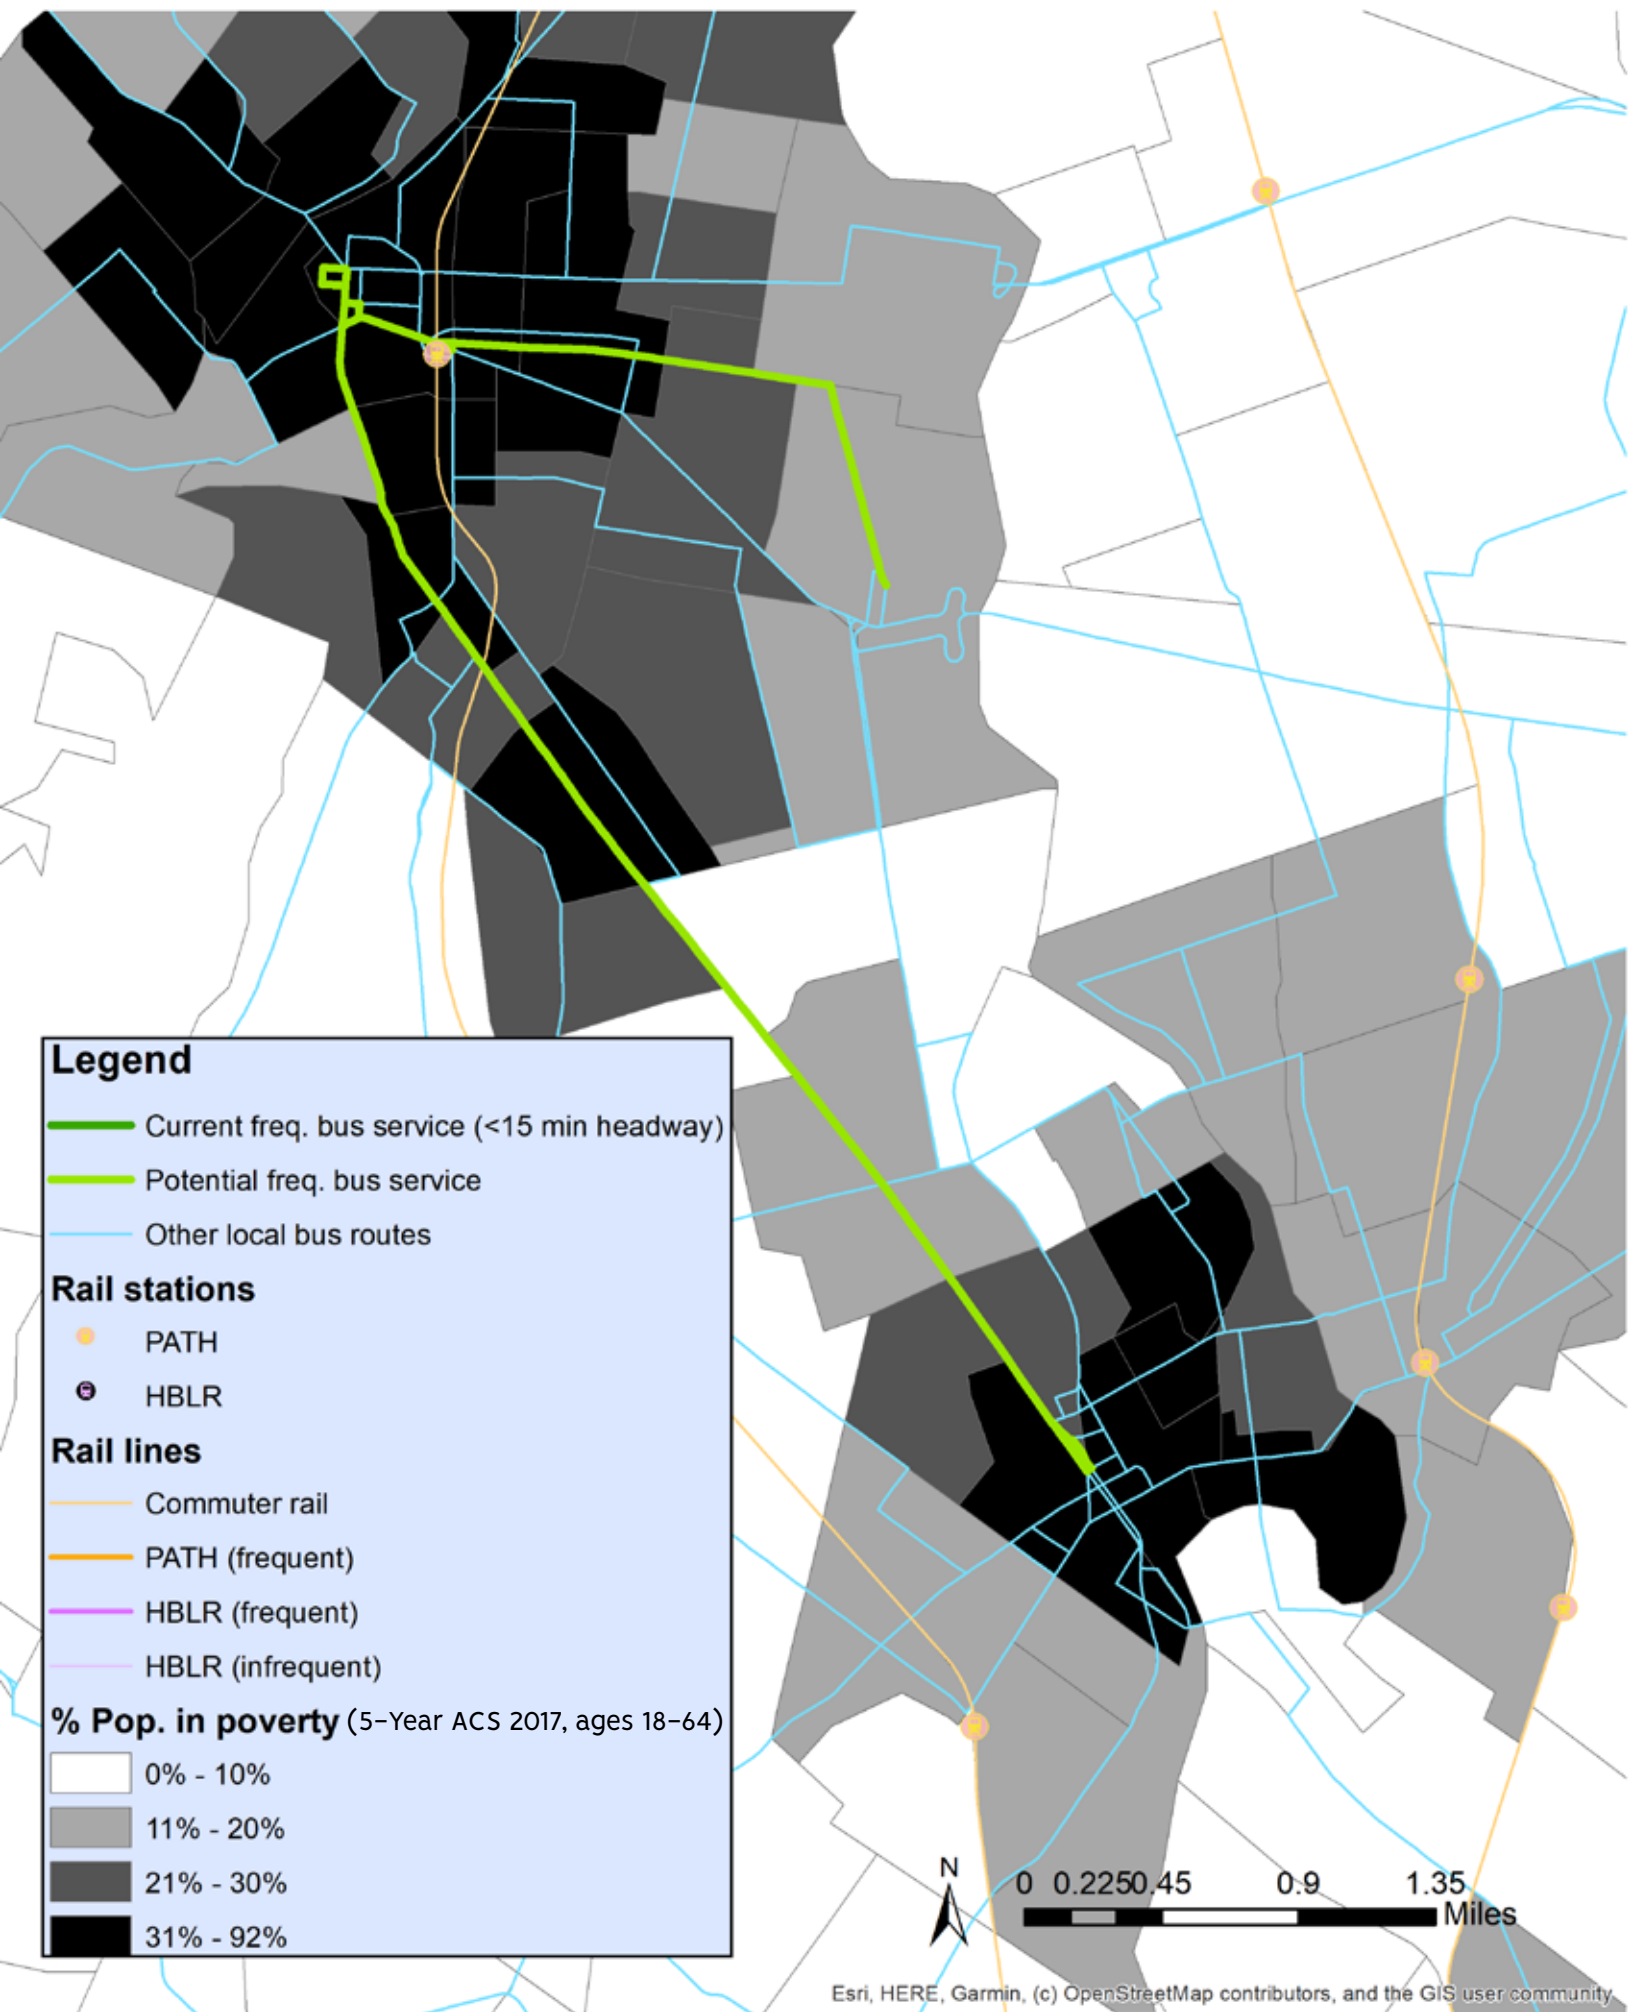 Legend
Current freq. bus service (<15 min headway)
Potential freq. bus service
Other local bus routes
Rail stations
PATH
HBLR
Rail lines
Commuter rail
PATH (frequent)
HBLR (frequent)
HBLR (infrequent)
% Pop. in poverty (5-Year ACS 2017, ages 18-64)
0% - 10%
11% - 20%
21% - 30%
31% - 92%
N
0 0.225 0.45 0.9 1.35
Miles
Esri, HERE, Garmin, (c) OpenStreetMap contributors, and the GIS user community